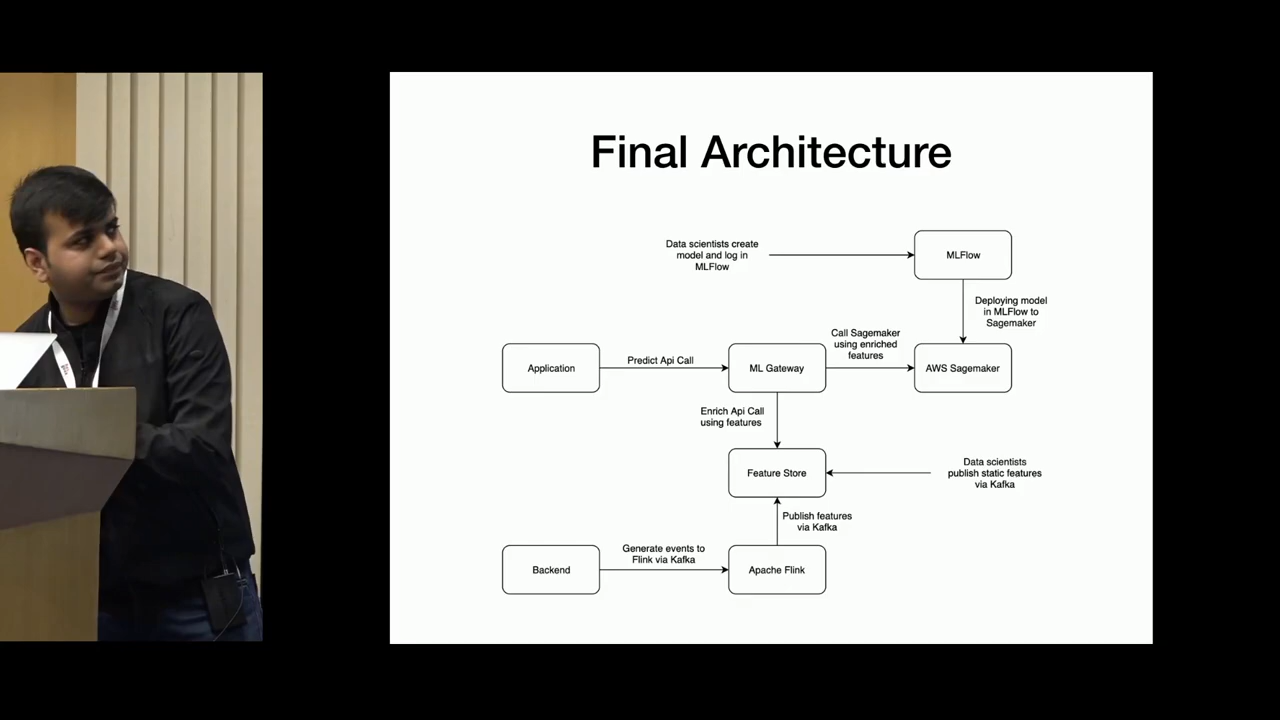 Final Architecture
Data scientists create
model and log in
MLFlow
MLFlow
Deploying model
in MLFlow to
Sagemaker
Call Sagemaker
using enriched
features
Application
Predict Api Call
ML Gateway
AWS Sagemaker
Enrich Api Call
using features
Feature Store
Data scientists
publish static features
via Kafka
Publish features
via Kafka
Generate events to
Flink via Kafka
Backend
Apache Flink